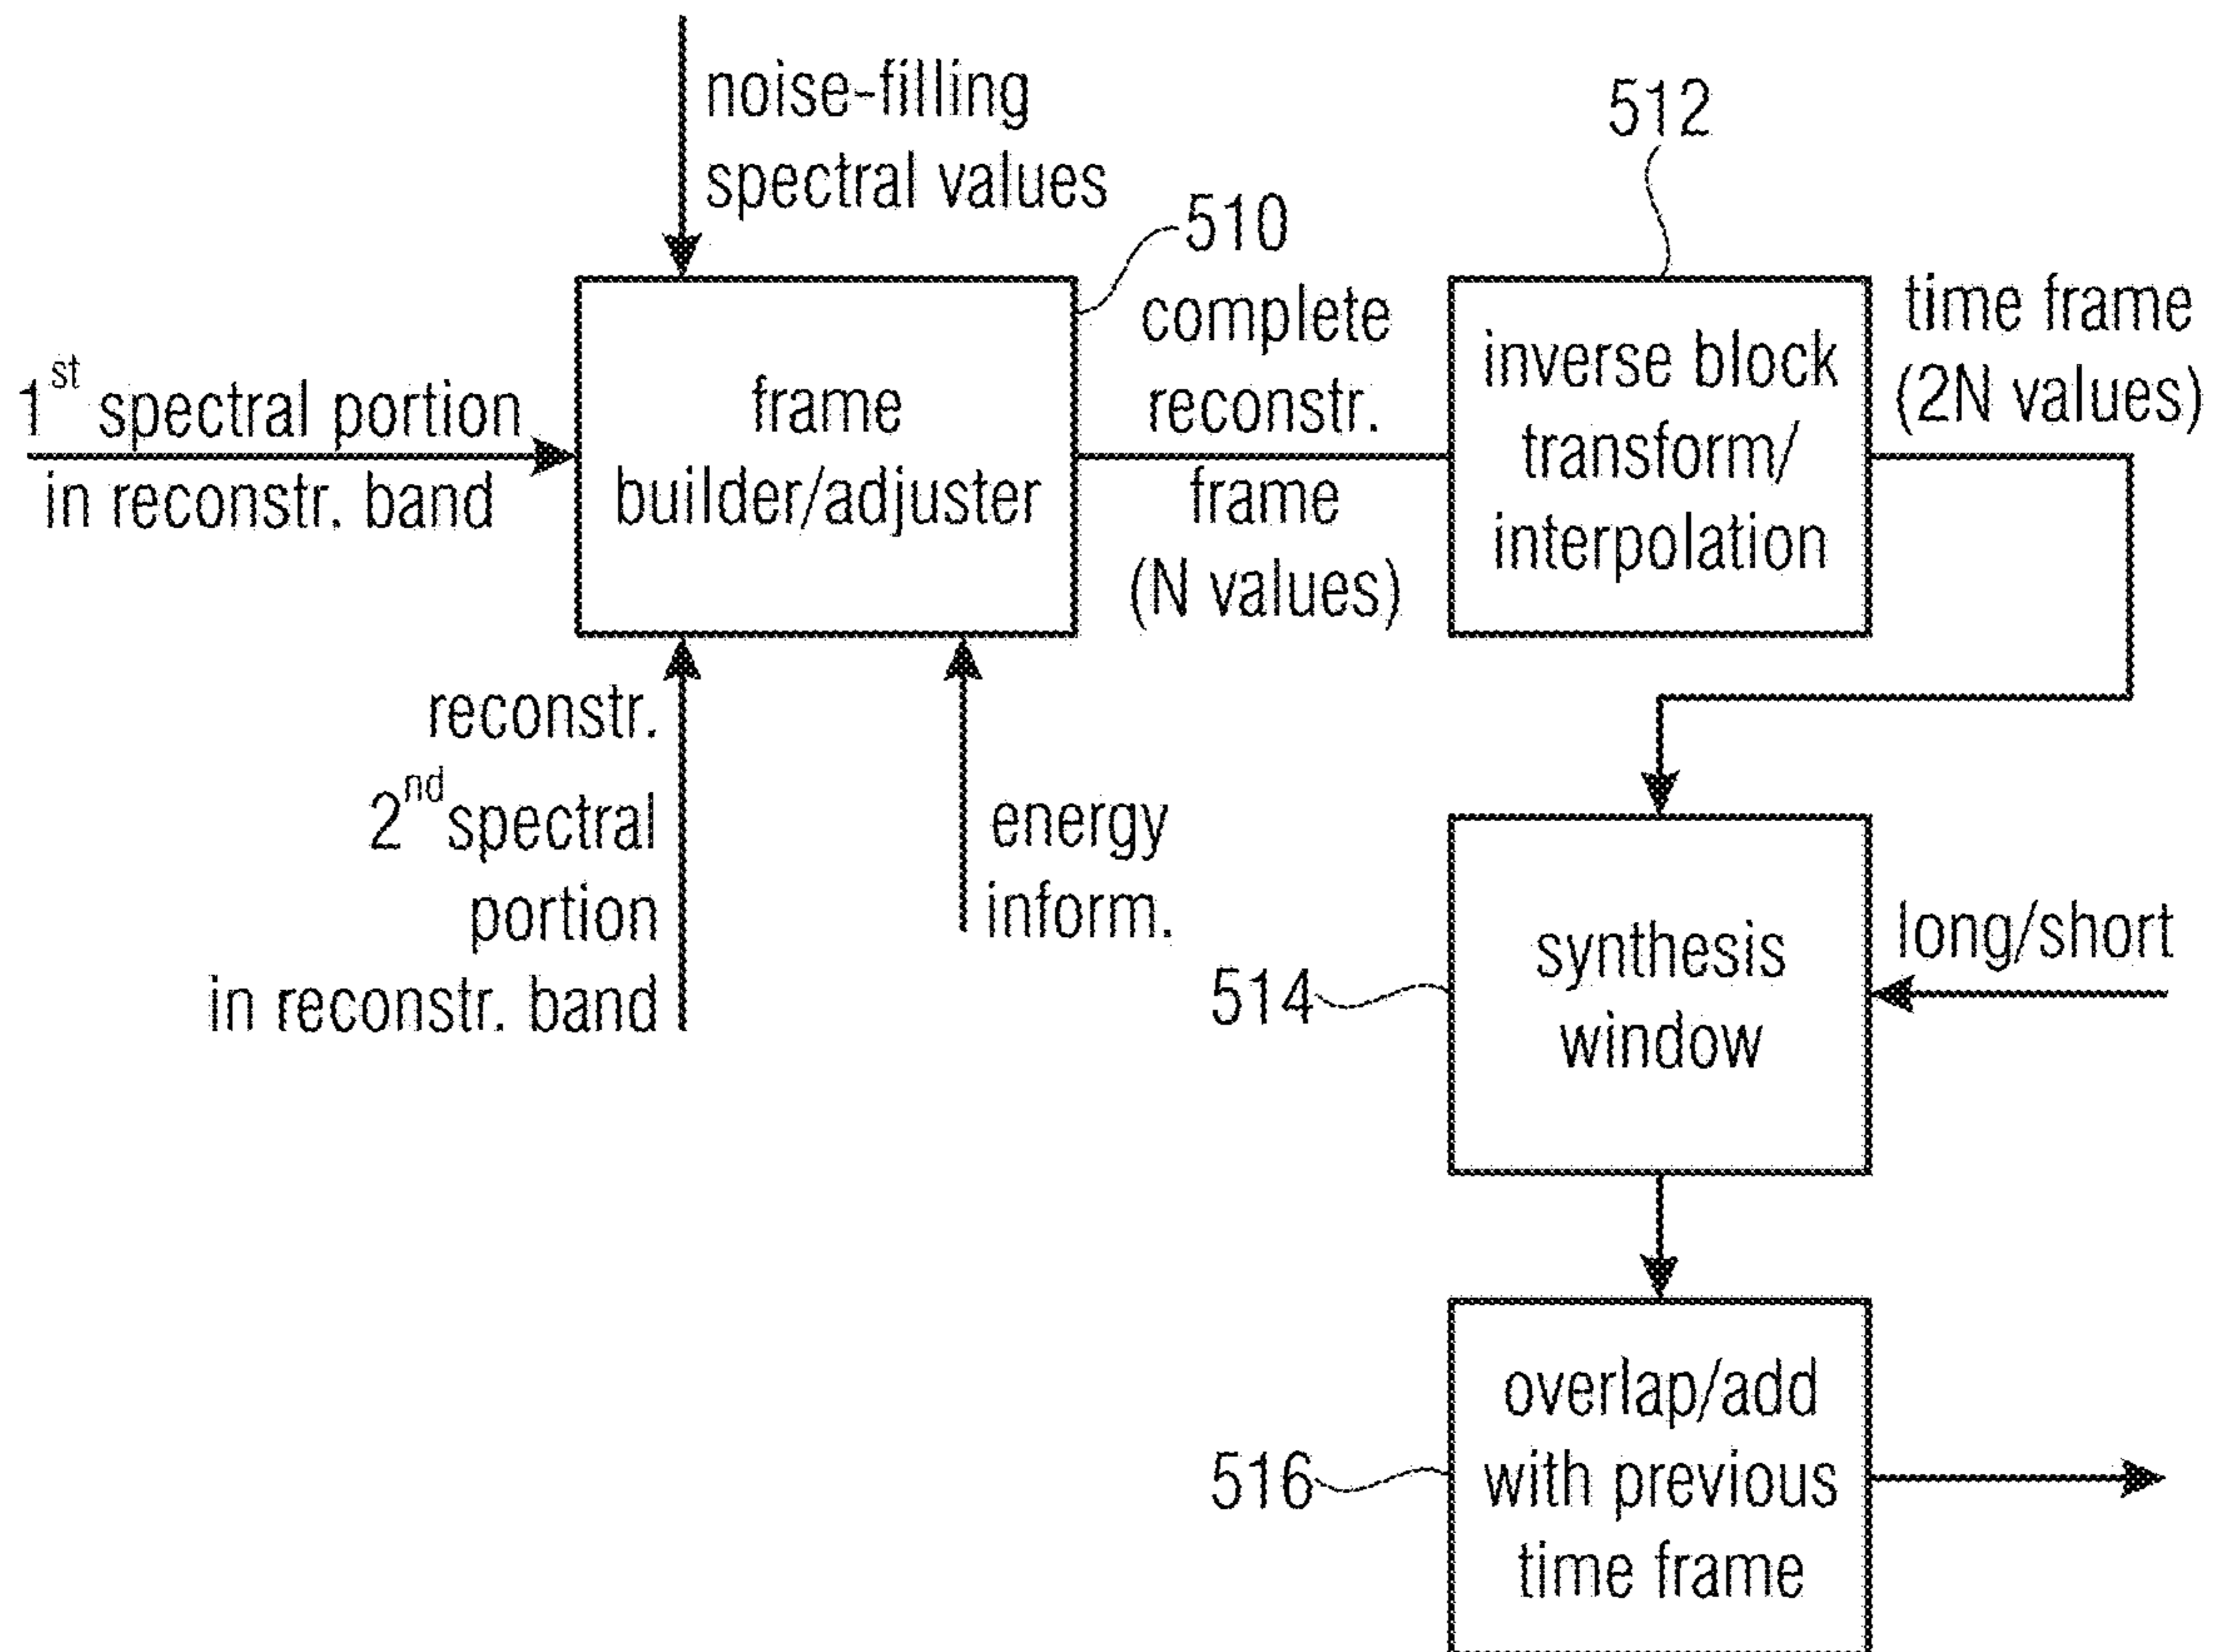 noise-filling
spectral values
510
512
1st spectral portion
in reconstr. band
frame
builder/adjuster
complete
reconstr.
frame
(N values)
inverse block
transform/
interpolation
time frame
(2N values)
reconstr.
2nd spectral
portion
in reconstr. band
energy
inform.
514
synthesis
window
long/short
516
overlap/add
with previous
time frame